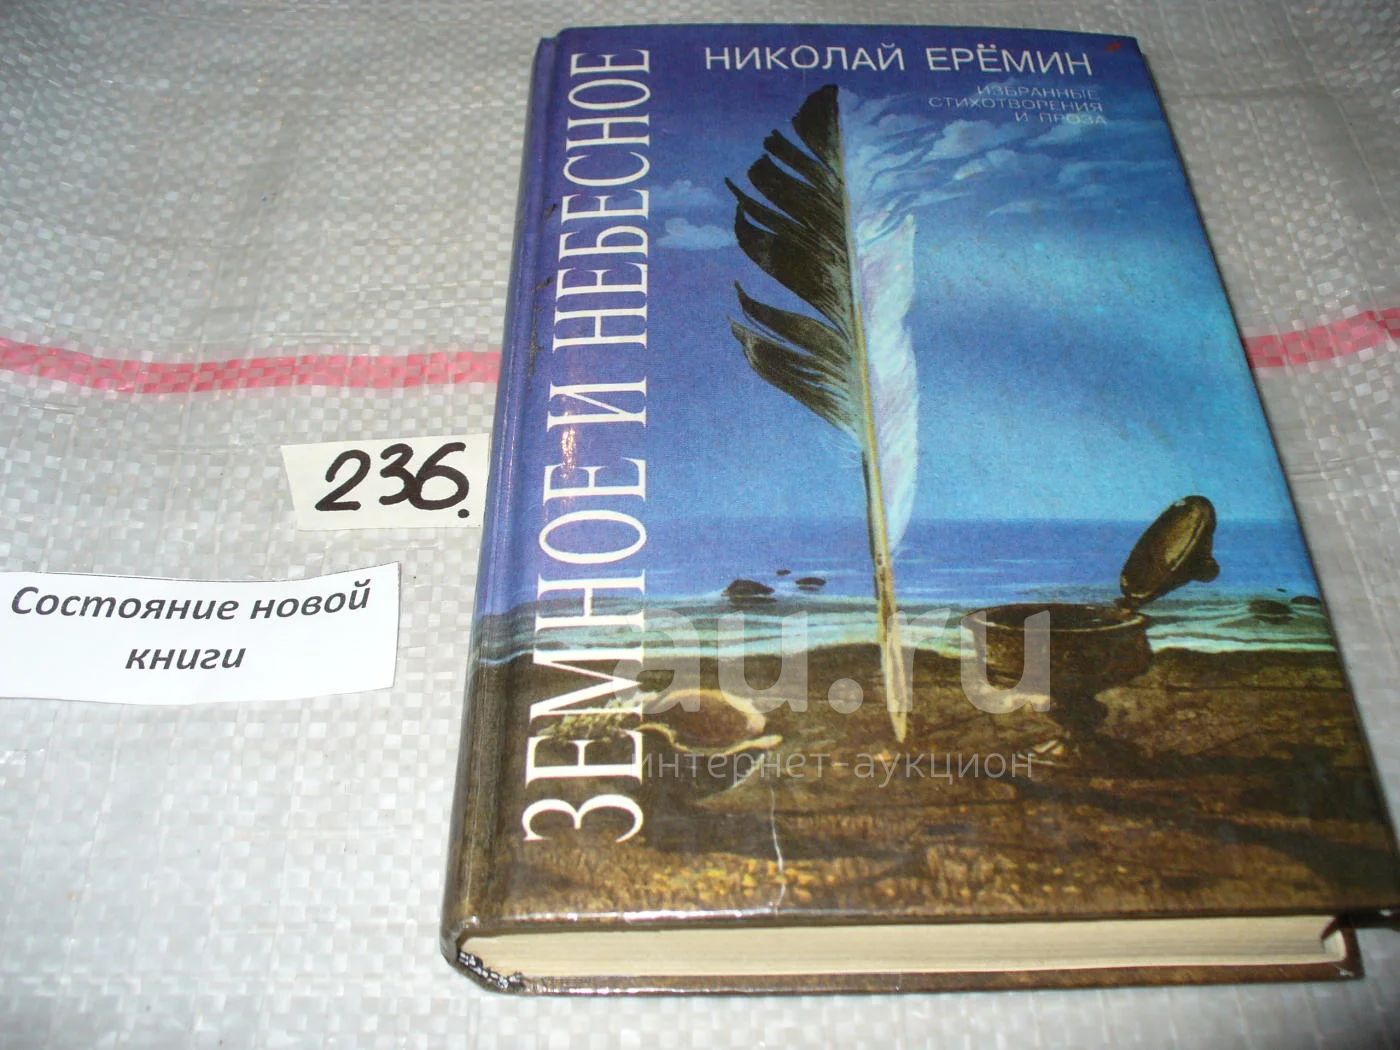 НИКОЛАЙ ЕРЁМИН
ИЗБРАННЫЕ
СТИХОТВОРЕНИЯ
И ПРОЗА
ЗЕМНОЕ И НЕБЕСНОЕ
236.
Состояние новой
книги
au.ru
интернет-аукцион